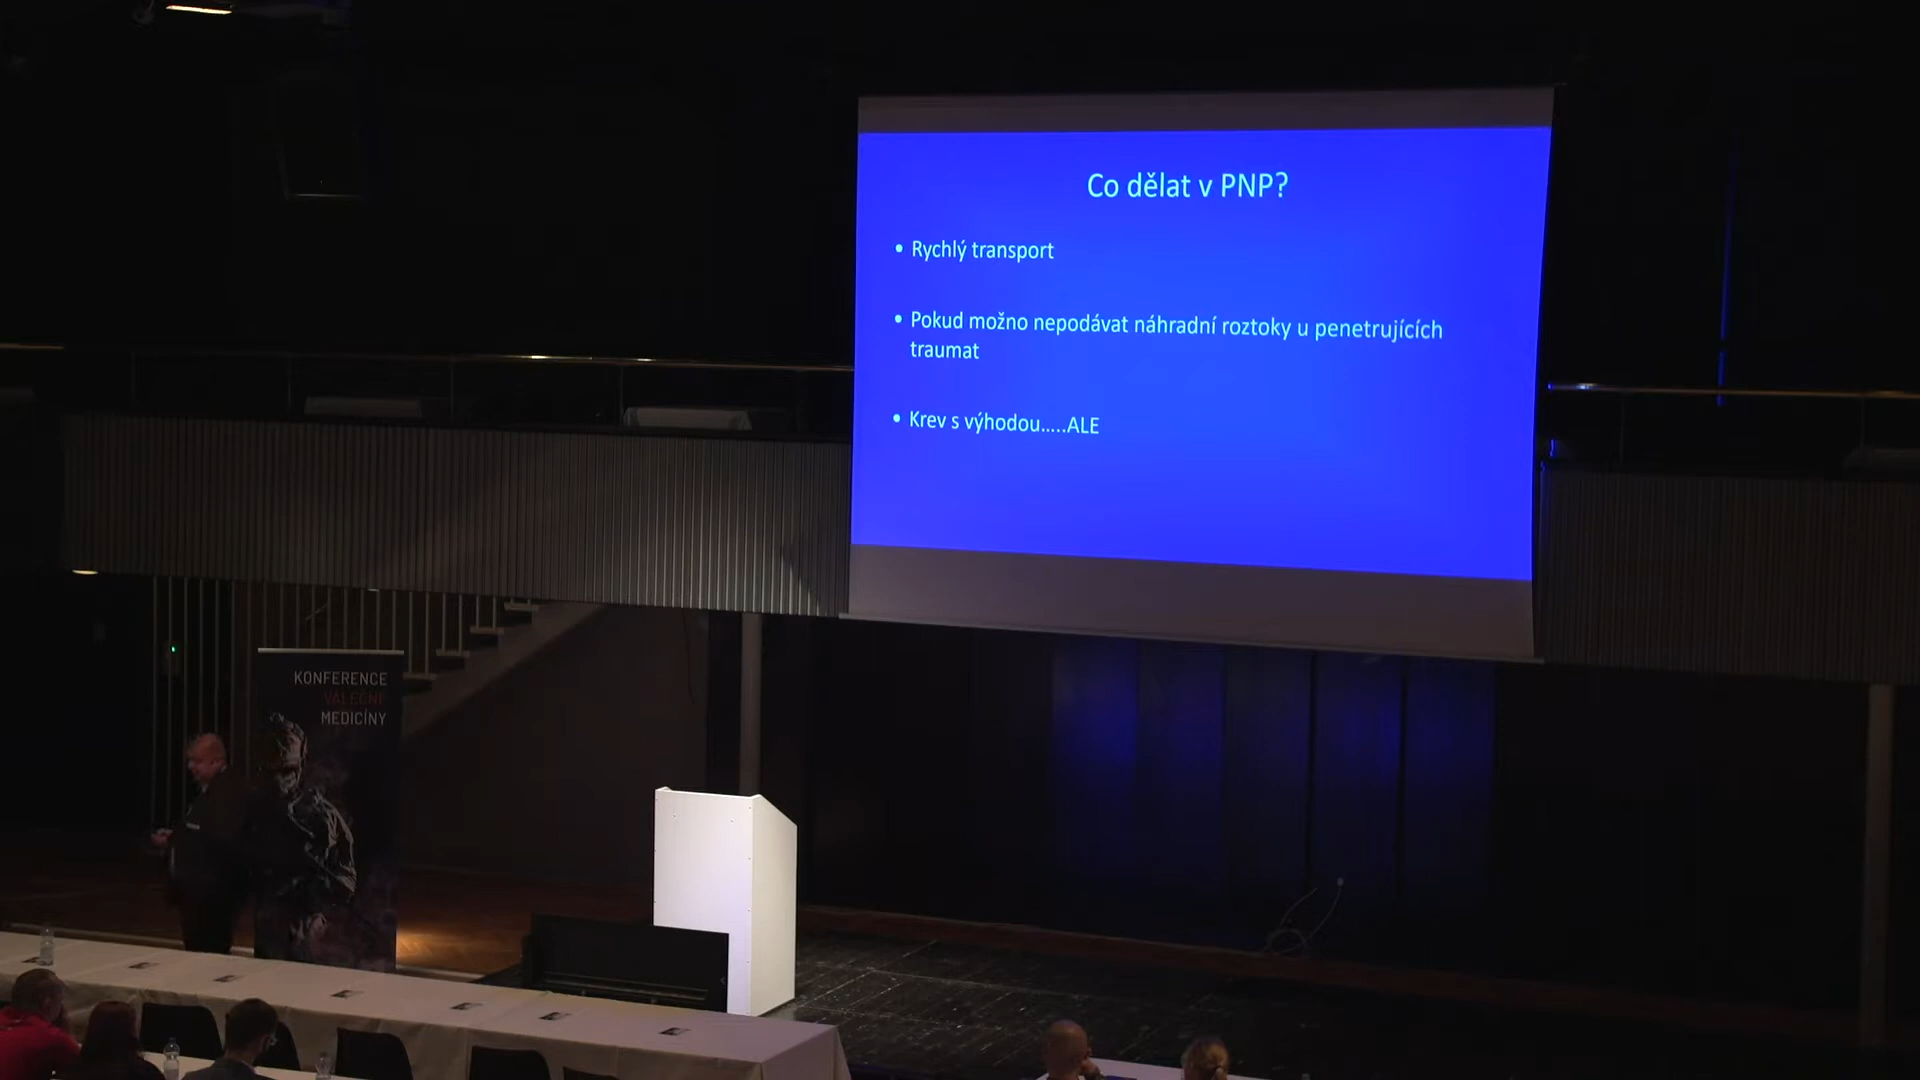 Co dělat v PNP?
• Rychlý transport
• Pokud možno nepodávat náhradní roztoky u penetrujících
traumat
• Krev s výhodou.....ALE
KONFERENCE
VÁLEČNÉ
MEDICÍNY